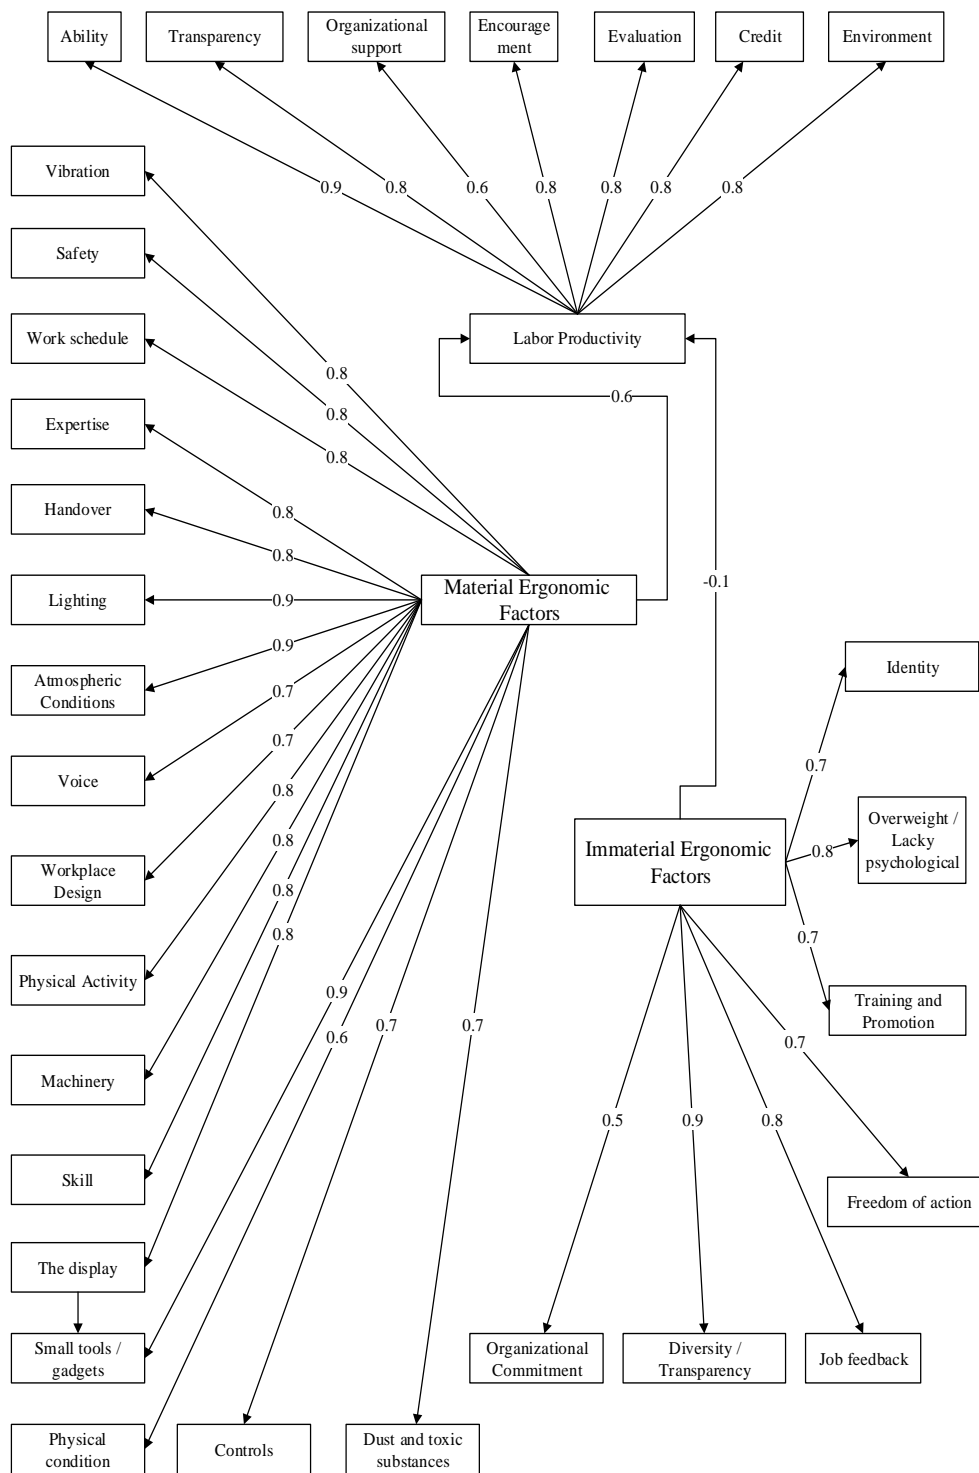 Ability
Transparency
Organizational
support
Encourage
ment
Evaluation
Credit
Environment
Vibration
0.9
0.8
0.6
0.8
0.8
0.8
0.8
Safety
Work schedule
Labor Productivity
0.8
0.6
0.8
Expertise
0.8
0.8
Handover
0.8
Material Ergonomic
Factors
-0.1
Lighting
0.9
0.9
Atmospheric
Conditions
0.7
Identity
0.7
Voice
0.7
0.8
Overweight /
Lacky
psychological
0.8
0.8
Immaterial Ergonomic
Factors
Workplace
Design
0.8
0.8
0.7
Physical Activity
0.9
0.6
0.7
0.7
Training and
Promotion
0.7
Machinery
0.5
0.9
0.8
Skill
Freedom of action
The display
Small tools /
gadgets
Organizational
Commitment
Diversity /
Transparency
Job feedback
Physical
condition
Controls
Dust and toxic
substances